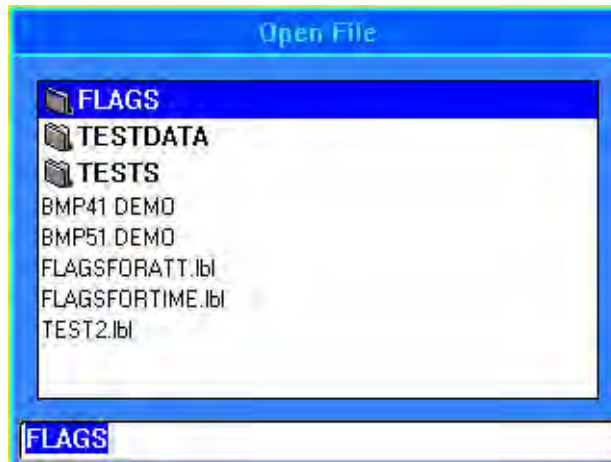 Open File
FLAGS
TESTDATA
TESTS
BMP41 DEMO
BMP51 DEMO
FLAGSFORATT.lbl
FLAGSFORTIME.lbl
TEST2.lbl
FLAGS